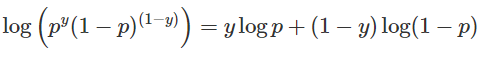 log (p^y(1 − p)^(1−y)) = y log p + (1 − y) log(1 − p)